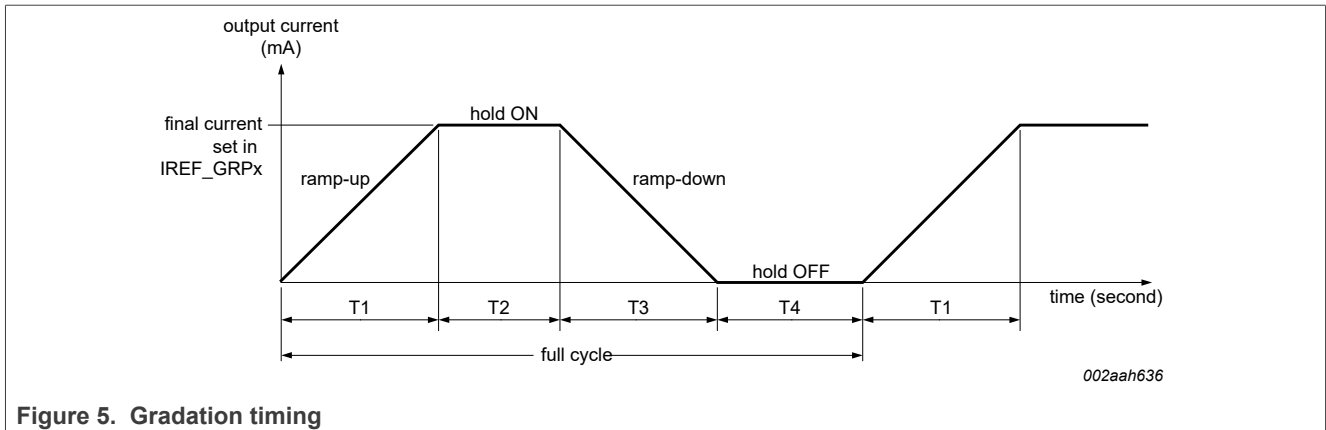 output current
(mA)
final current
set in
IREF_GRPx
hold ON
ramp-up
ramp-down
hold OFF
time (second)
T1
T2
T3
T4
T1
full cycle
002aah636
Figure 5. Gradation timing